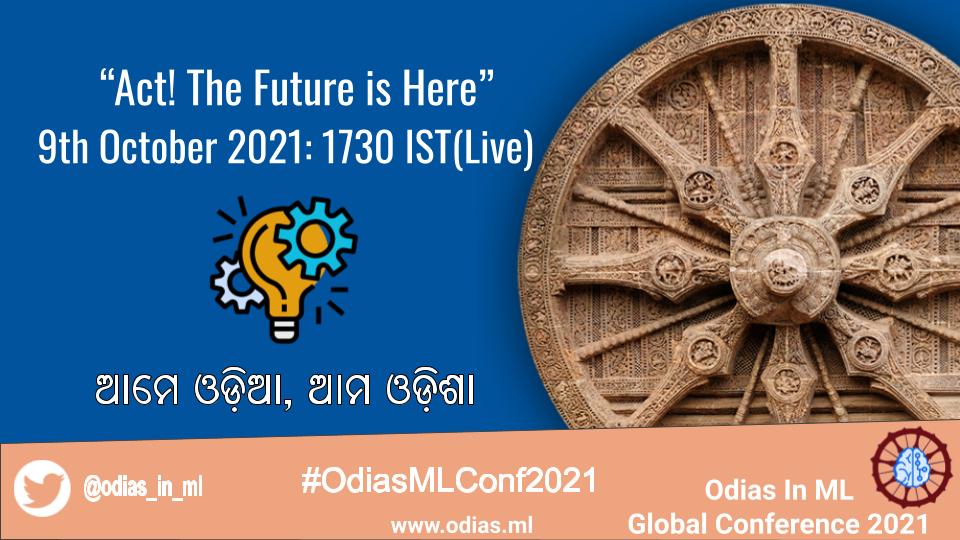 “Act! The Future is Here”
9th October 2021: 1730 IST(Live)
ଆମେ ଓଡ଼ିଆ, ଆମ ଓଡ଼ିଶା
@odias_in_ml
#OdiasMLConf2021
www.odias.ml
Odias In ML
Global Conference 2021